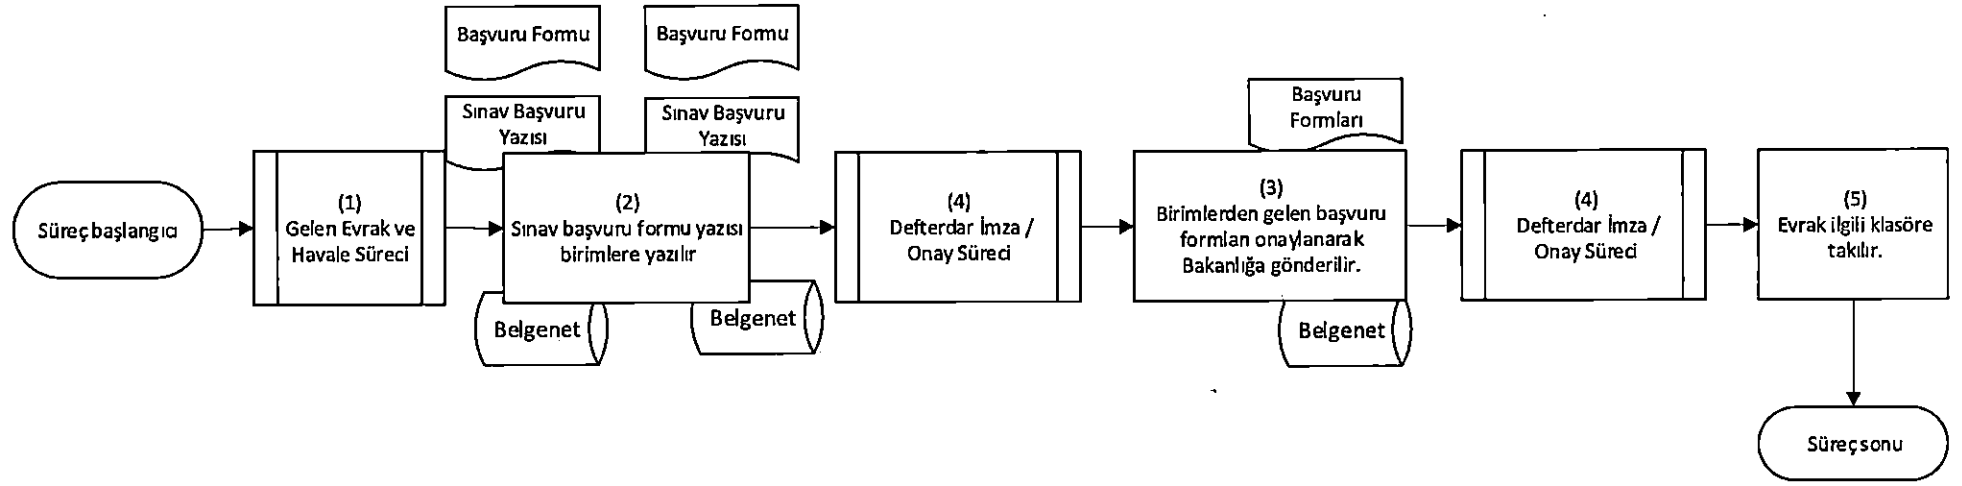 Başvuru Formu
Başvuru Formu
Sınav Başvuru
Yazısı
Sınav Başvuru
Yazısı
Başvuru
Formları
Süreç başlangıcı
(1)
Gelen Evrak ve
Havale Süreci
(2)
Sınav başvuru formu yazısı
birimlere yazılır
(4)
Defterdar İmza /
Onay Süreci
(3)
Birimlerden gelen başvuru
formları onaylanarak
Bakanlığa gönderilir.
(4)
Defterdar İmza /
Onay Süreci
(5)
Evrak ilgili klasöre
takılır.
Belgenet
Belgenet
Belgenet
Süreç sonu